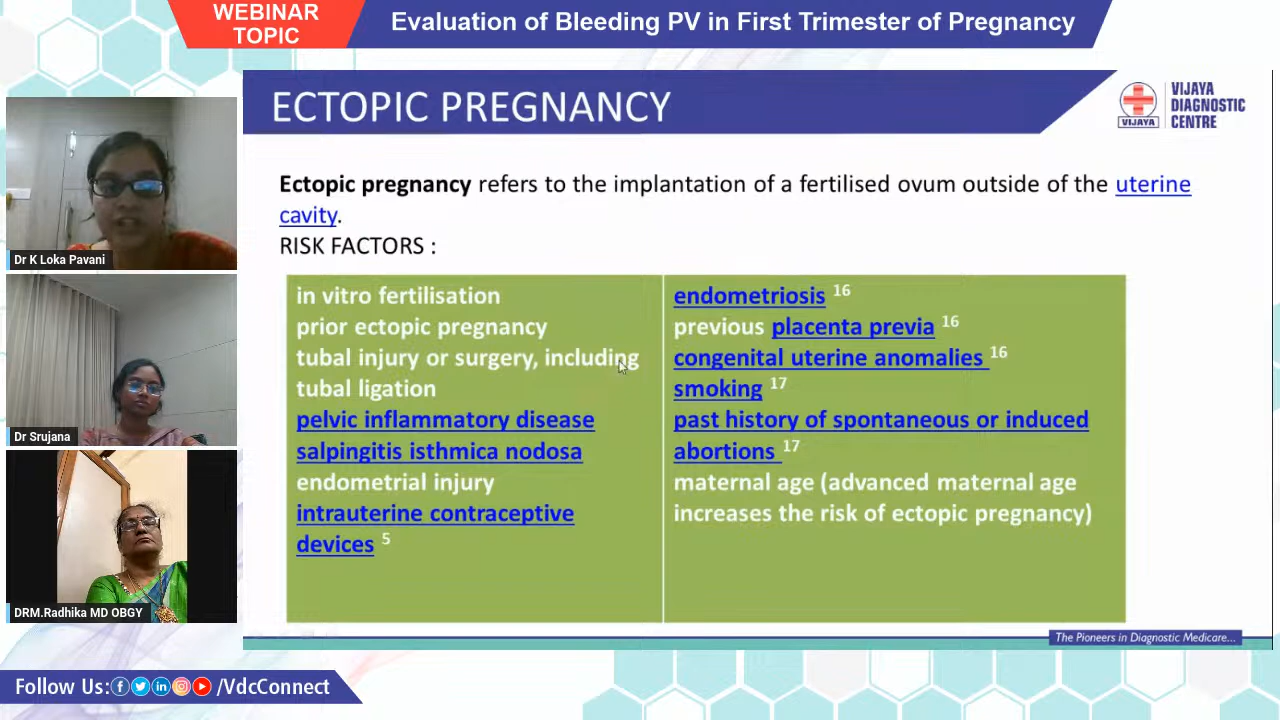 WEBINAR
TOPIC
Evaluation of Bleeding PV in First Trimester of Pregnancy
ECTOPIC PREGNANCY
VIJAYA
VIJAYA
DIAGNOSTIC
CENTRE
Ectopic pregnancy refers to the implantation of a fertilised ovum outside of the uterine
cavity.
RISK FACTORS :
in vitro fertilisation
prior ectopic pregnancy
tubal injury or surgery, including
tubal ligation
pelvic inflammatory disease
salpingitis isthmica nodosa
endometrial injury
intrauterine contraceptive
devices 5
endometriosis 16
previous placenta previa 16
congenital uterine anomalies 16
smoking 17
past history of spontaneous or induced
abortions 17
maternal age (advanced maternal age
increases the risk of ectopic pregnancy)
Dr K Loka Pavani
Dr Srujana
DRM.Radhika MD OBGY
The Pioneers in Diagnostic Medicare...
Follow Us: /VdcConnect